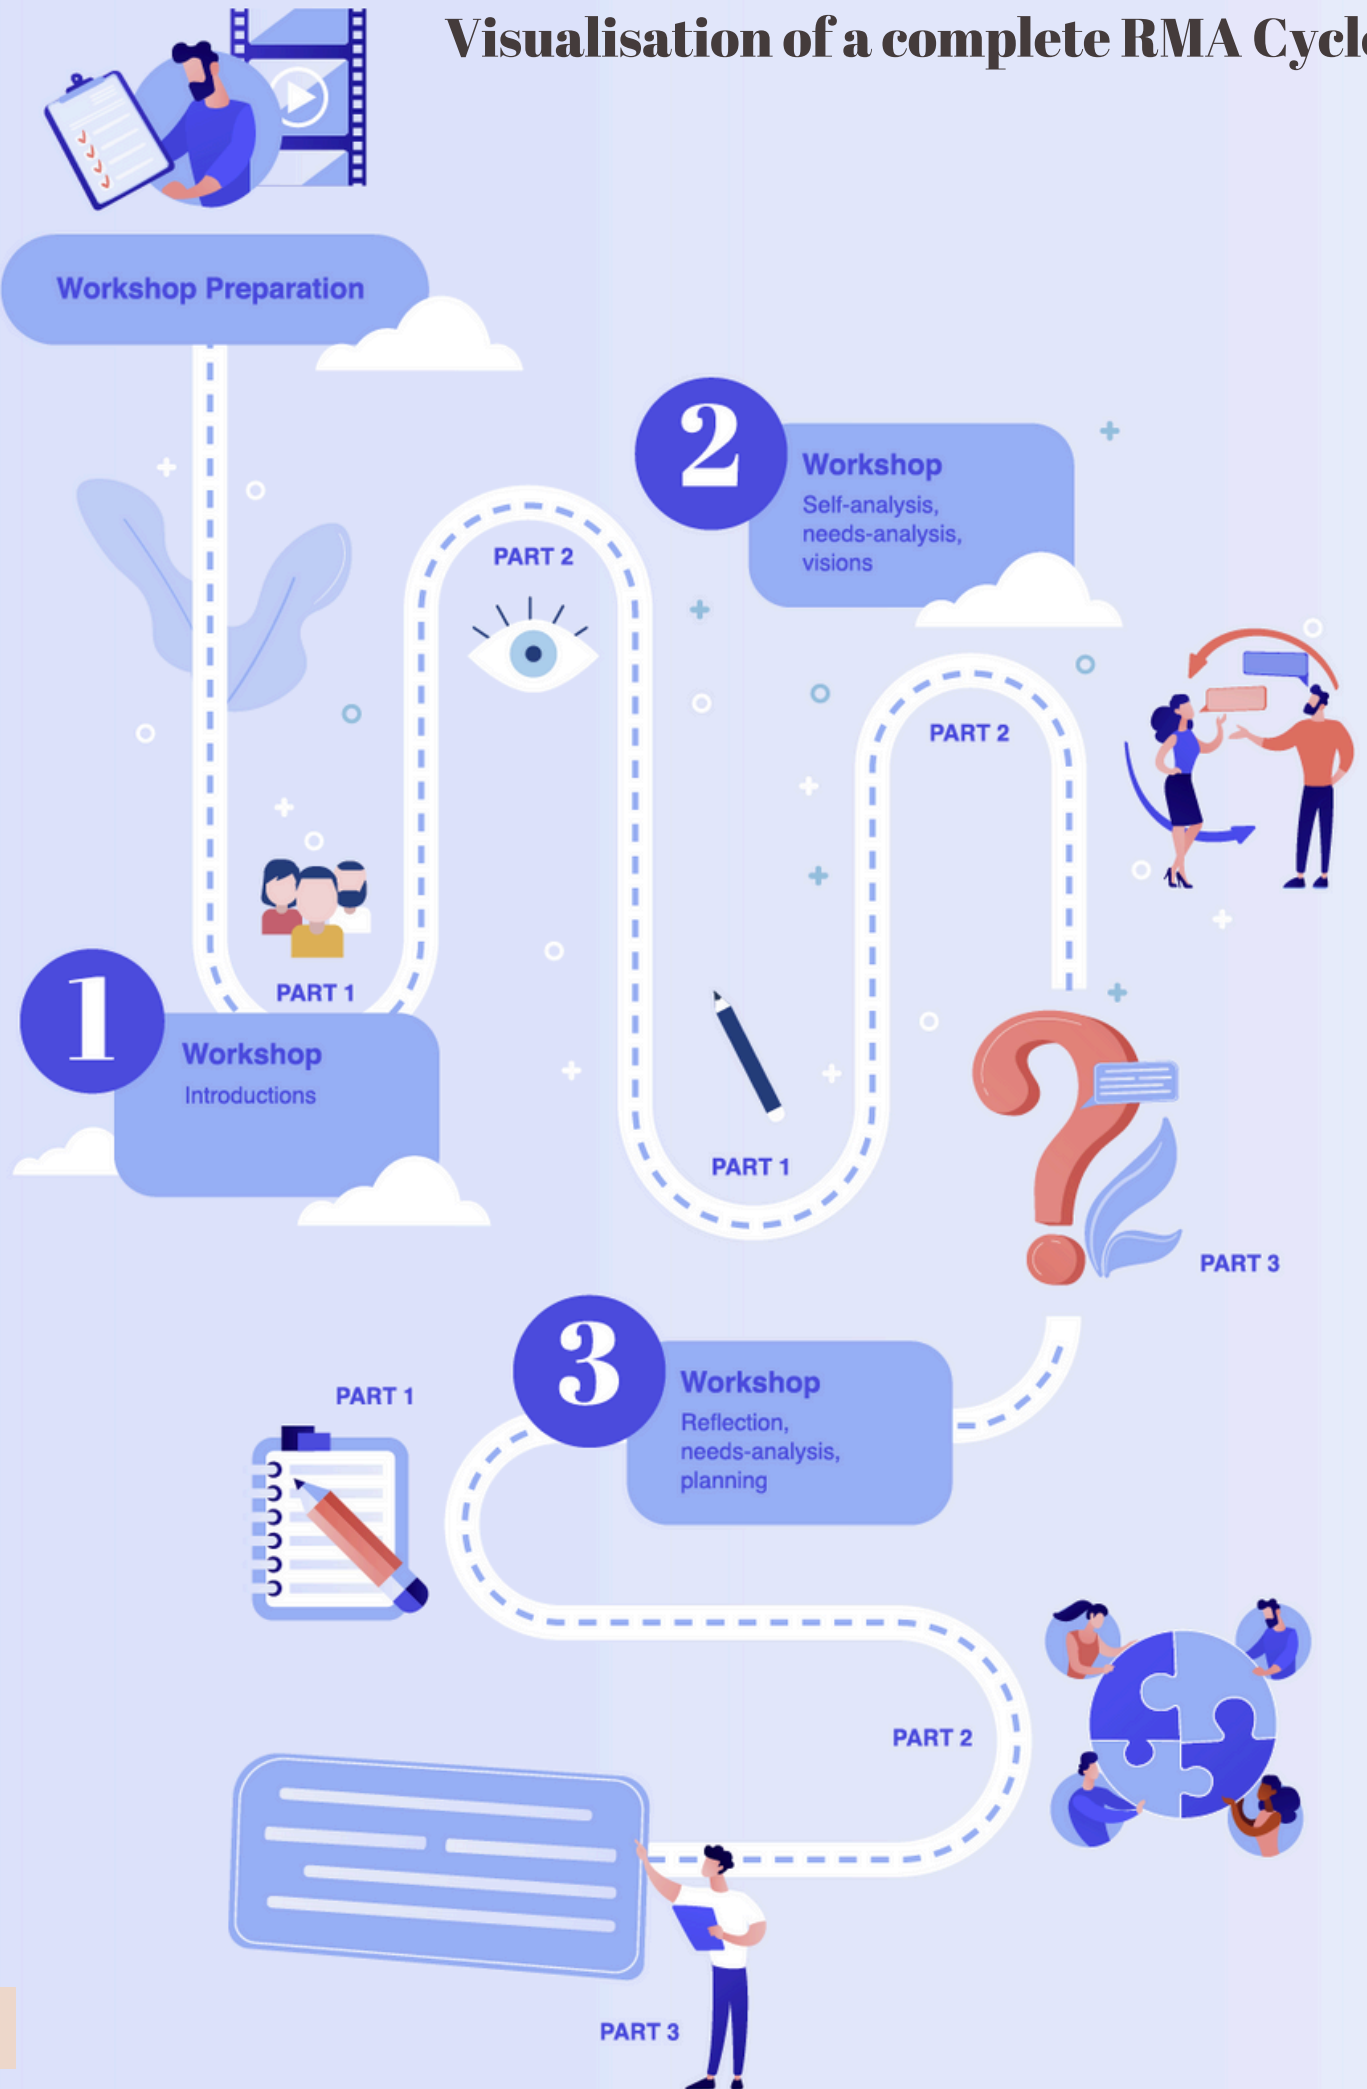 Visualisation of a complete RMA Cycle
Workshop Preparation
PART 1
1
Workshop
Introductions
PART 2
2
Workshop
Self-analysis,
needs-analysis,
visions
PART 1
PART 2
PART 3
3
Workshop
Reflection,
needs-analysis,
planning
PART 1
PART 2
PART 3